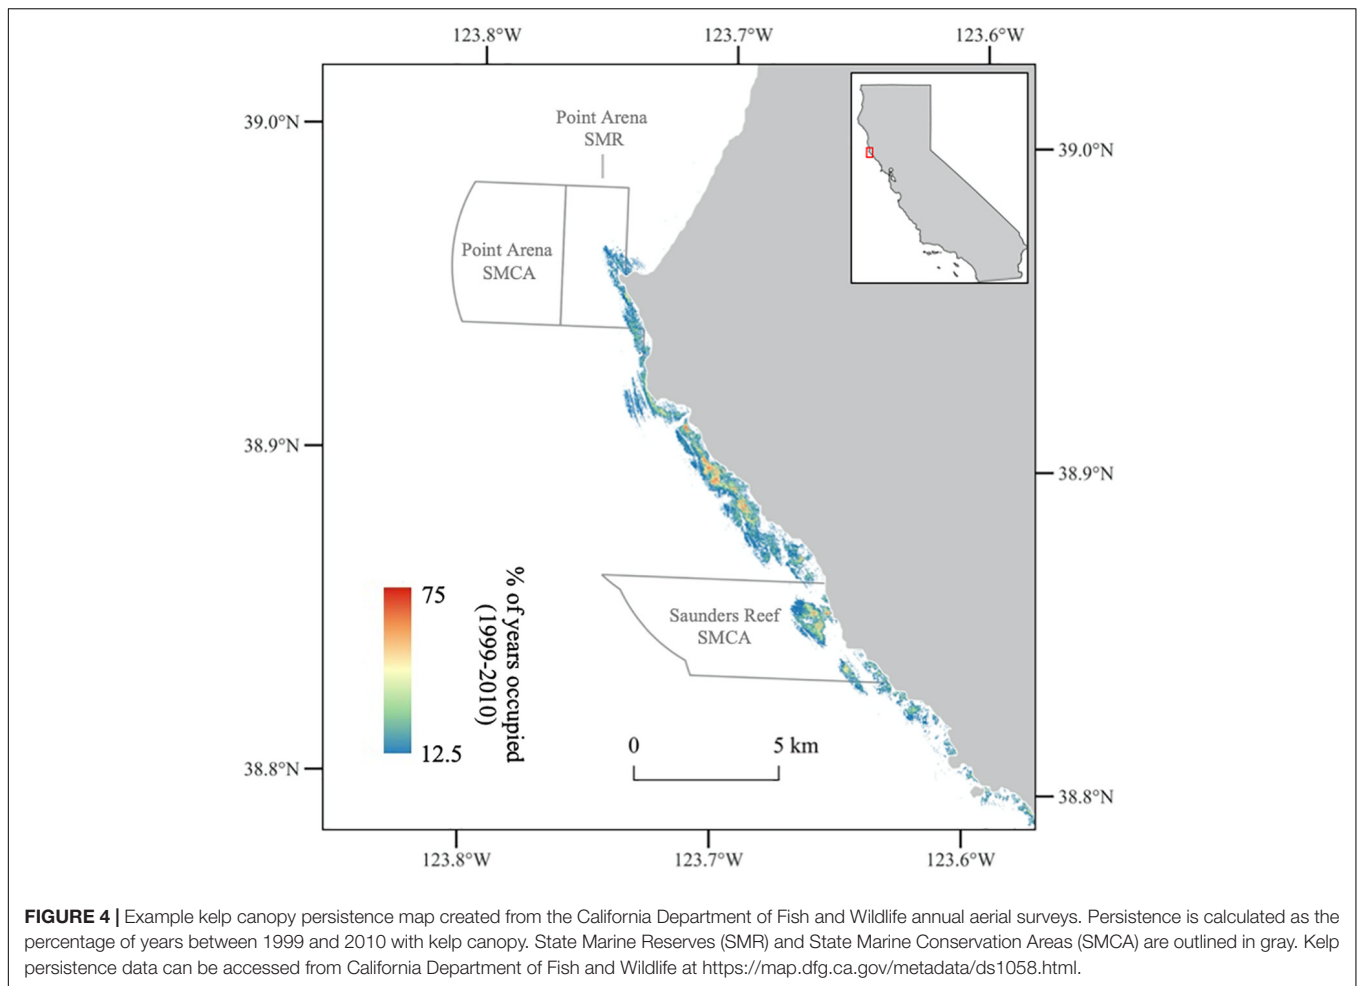 123.8°W 123.7°W 123.6°W
39.0°N
39.0°N
Point Arena
SMR
Point Arena
SMCA
38.9°N
38.9°N
Saunders Reef
SMCA
75
12.5
% of years occupied
(1999-2010)
0 5 km
38.8°N
38.8°N
123.8°W 123.7°W 123.6°W
FIGURE 4 | Example kelp canopy persistence map created from the California Department of Fish and Wildlife annual aerial surveys. Persistence is calculated as the
percentage of years between 1999 and 2010 with kelp canopy. State Marine Reserves (SMR) and State Marine Conservation Areas (SMCA) are outlined in gray. Kelp
persistence data can be accessed from California Department of Fish and Wildlife at https://map.dfg.ca.gov/metadata/ds1058.html.